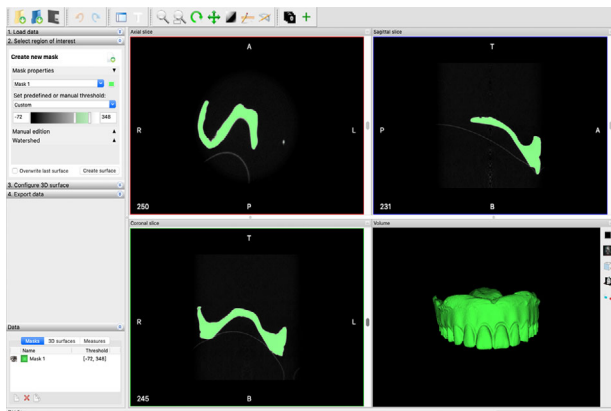 1. Load data
2. Select region of interest
Create new mask
Mask properties
Mask 1
Set predefined or manual threshold:
Custom
-72
348
Manual edition
Watershed
Overwrite last surface
Create surface
3. Configure 3D surface
4. Export data
Data
Masks
3D surfaces
Measures
Name
Threshold
Mask 1
[-72, 348]
Axial slice
A
R
L
250
P
Sagittal slice
T
P
A
231
B
Coronal slice
T
R
L
245
B
Volume